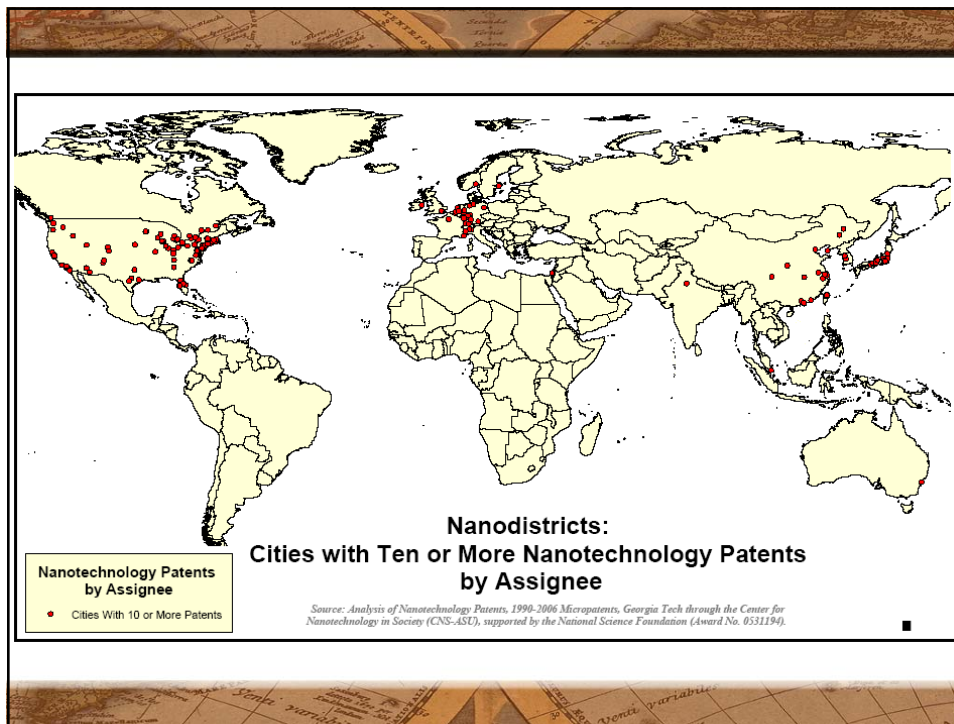 Nanodistricts:
Cities with Ten or More Nanotechnology Patents
by Assignee
Nanotechnology Patents
by Assignee
Cities With 10 or More Patents
Source: Analysis of Nanotechnology Patents, 1990-2006 Micropatents, Georgia Tech through the Center for
Nanotechnology in Society (CNS-ASU), supported by the National Science Foundation (Award No. 0531194).
Venti variabiles